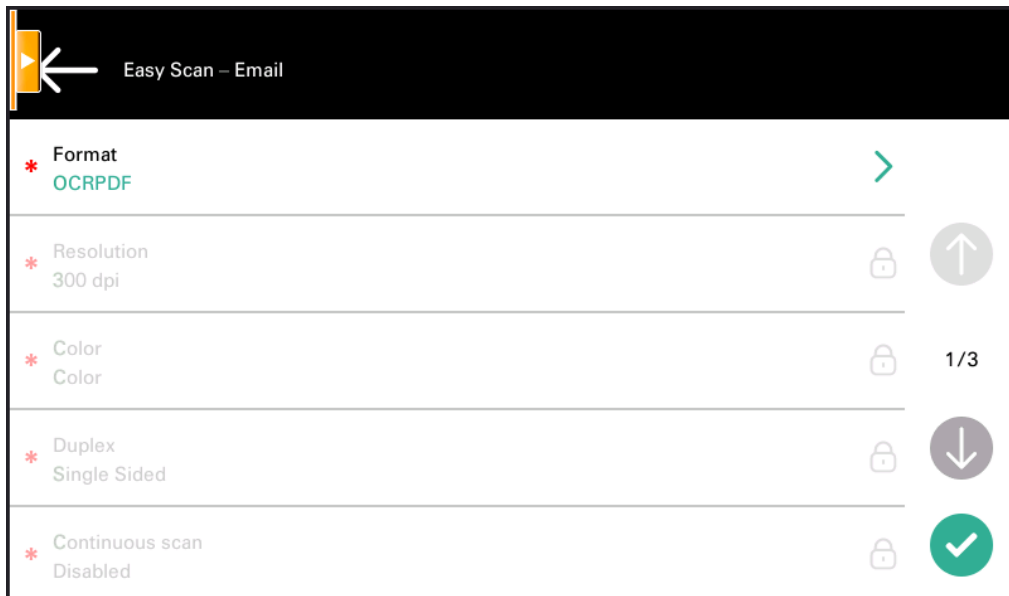 Easy Scan – Email
* Format
OCRPDF
* Resolution
300 dpi
* Color
Color
1/3
* Duplex
Single Sided
* Continuous scan
Disabled